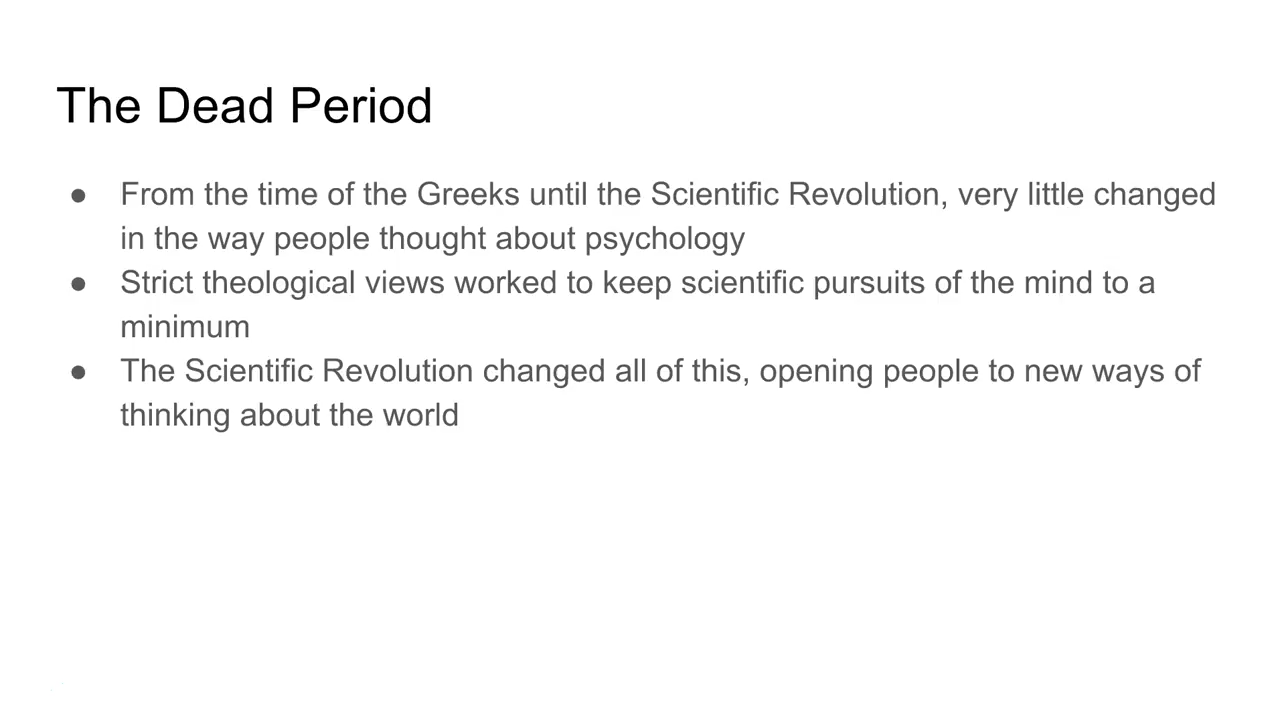 The Dead Period
● From the time of the Greeks until the Scientific Revolution, very little changed
in the way people thought about psychology
● Strict theological views worked to keep scientific pursuits of the mind to a
minimum
● The Scientific Revolution changed all of this, opening people to new ways of
thinking about the world